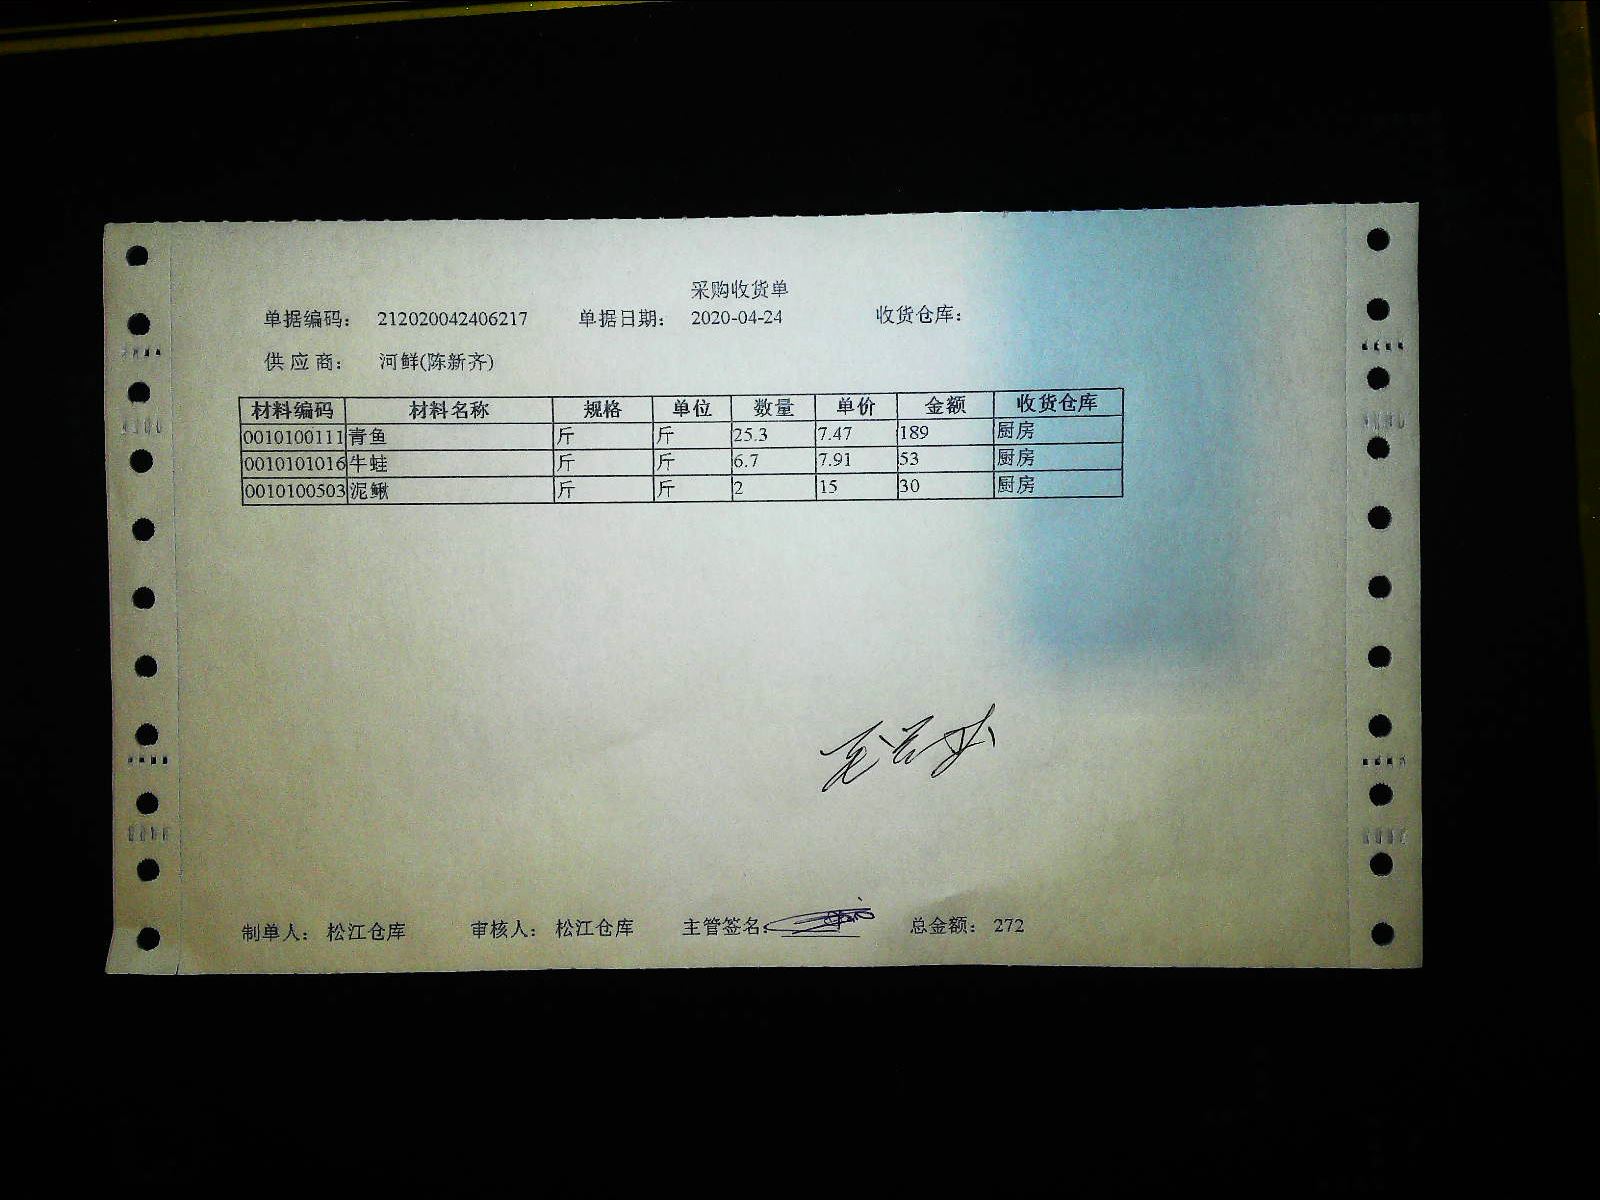 采购收货单
单据编码： 212020042406217 单据日期： 2020-04-24 收货仓库：
供 应 商： 河鲜(陈新齐)
材料编码 材料名称 规格 单位 数量 单价 金额 收货仓库
0010100111 青鱼 斤 斤 25.3 7.47 189 厨房
0010101016 牛蛙 斤 斤 6.7 7.91 53 厨房
0010100503 泥鳅 斤 斤 2 15 30 厨房
制单人： 松江仓库 审核人： 松江仓库 主管签名： 总金额： 272